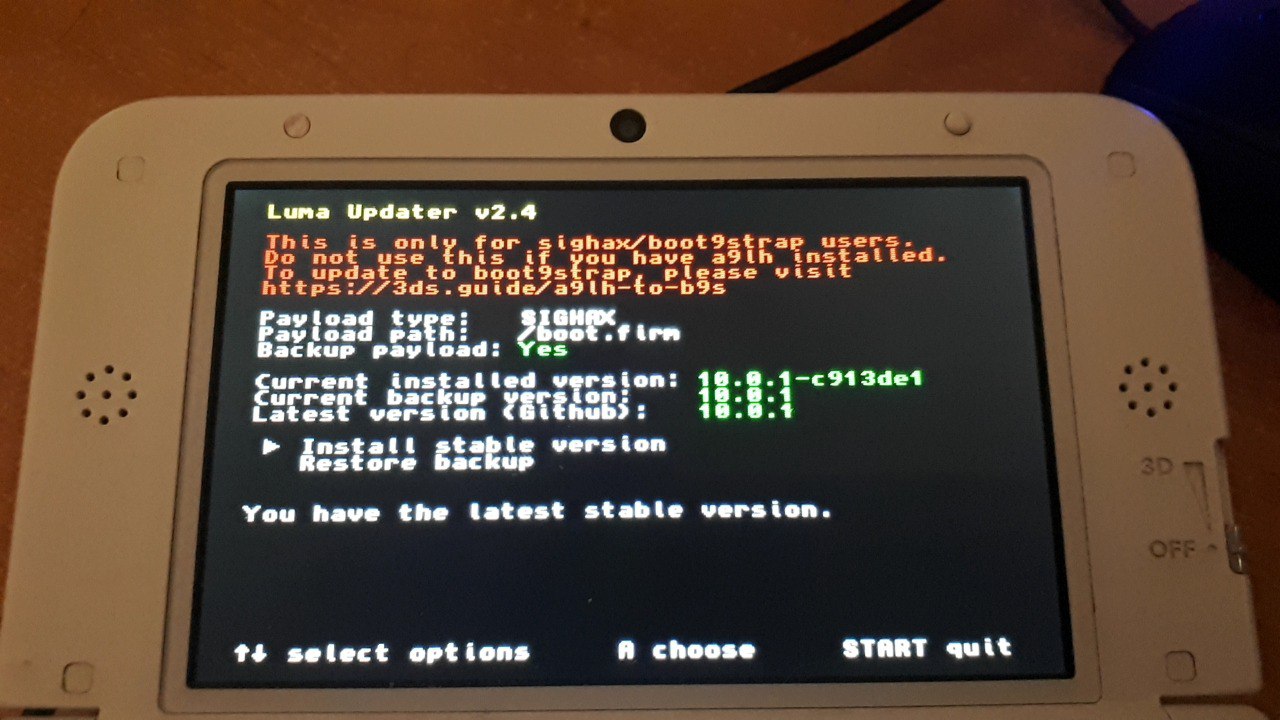 Luma Updater v2.4
This is only for sighax/boot9strap users.
Do not use this if you have a9lh installed.
To update to boot9strap, please visit
https://3ds.guide/a9lh-to-b9s
Payload type: SIGHAX
Payload path: /boot.firm
Backup payload: Yes
Current installed version: 10.0.1-c913de1
Current backup version: 10.0.1
Latest version (Github): 10.0.1
► Install stable version
Restore backup
You have the latest stable version.
↑↓ select options A choose START quit
3D
OFF